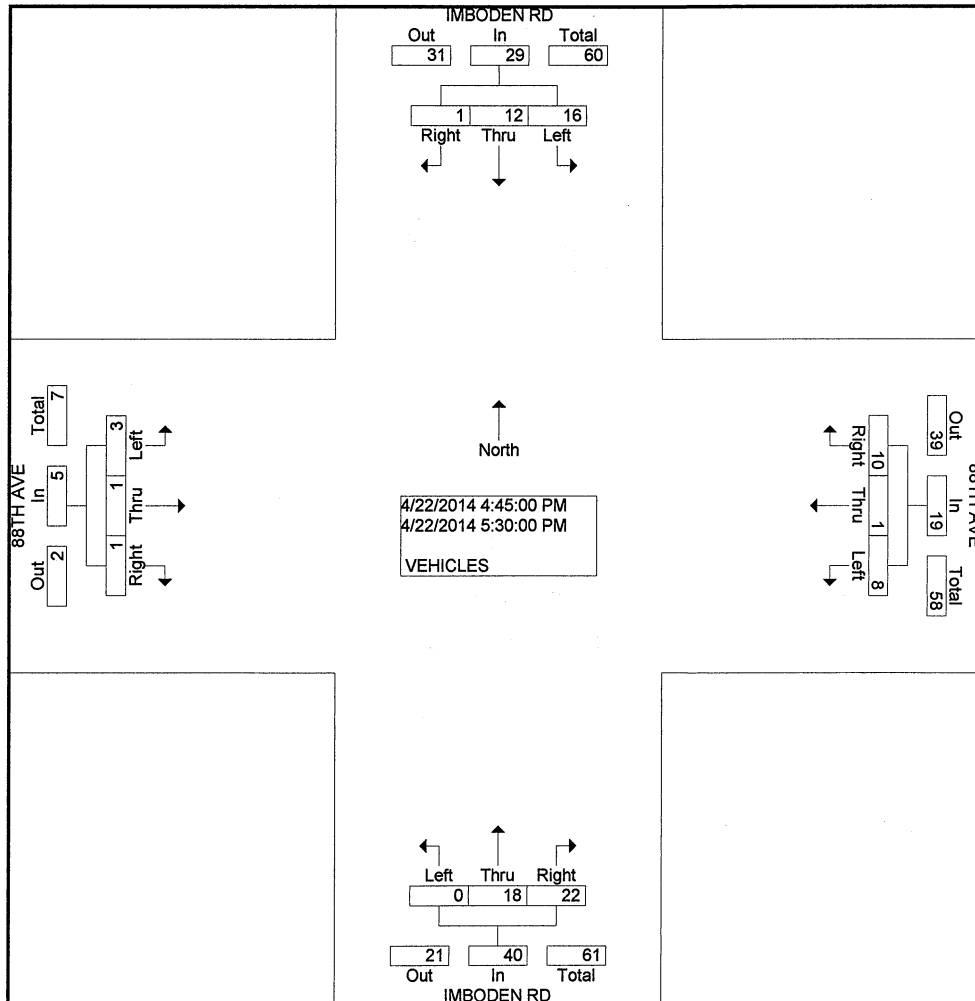 IMBODEN RD
Out In Total
31 29 60
1 12 16
Right Thru Left
88TH AVE
Total In Out
7 5 2
3 1 1
Left Thru Right
North
4/22/2014 4:45:00 PM
4/22/2014 5:30:00 PM
VEHICLES
Right Thru Left
10 1 8
Out In Total
39 19 58
88TH AVE
Left Thru Right
0 18 22
21 40 61
Out In Total
IMBODEN RD